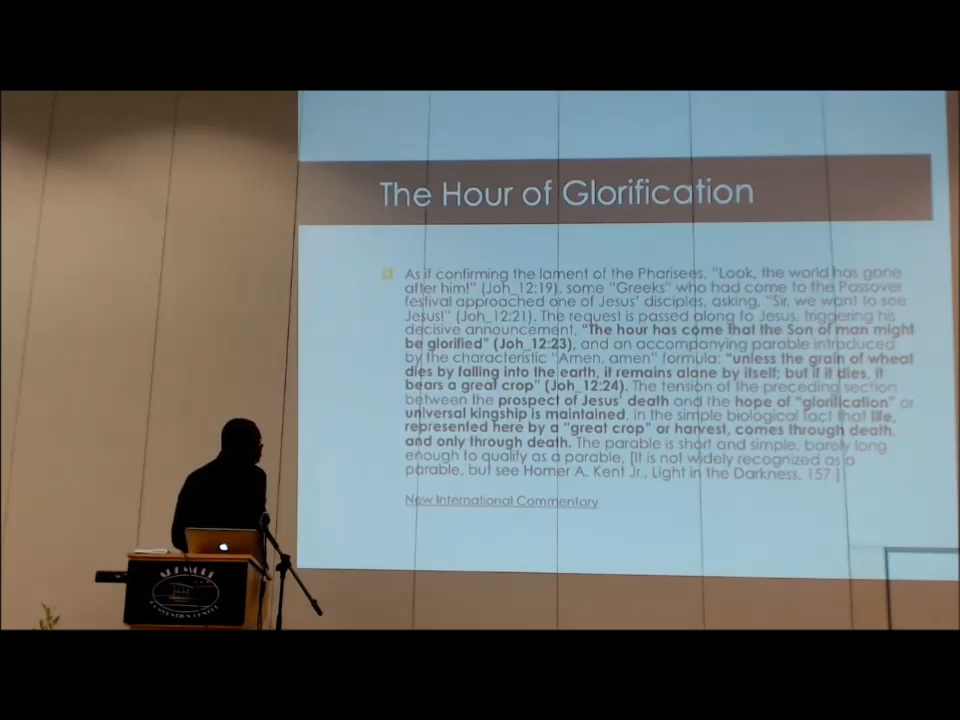 The Hour of Glorification
As if confirming the lament of the Pharisees, "Look, the world has gone
after him!" (Joh_12:19), some "Greeks" who had come to the Passover
festival approached one of Jesus' disciples, asking, "Sir, we want to see
Jesus!" (Joh_12:21). The request is passed along to Jesus, triggering his
decisive announcement, "The hour has come that the Son of man might
be glorified" (Joh_12:23), and an accompanying parable introduced
by the characteristic "Amen, amen" formula: "unless the grain of wheat
dies by falling into the earth, it remains alone by itself; but if it dies, it
bears a great crop" (Joh_12:24). The tension of the preceding section
between the prospect of Jesus' death and the hope of "glorification" or
universal kingship is maintained, in the simple biological fact that life,
represented here by a "great crop" or harvest, comes through death,
and only through death. The parable is short and simple, barely long
enough to qualify as a parable, [It is not widely recognized as a
parable, but see Homer A. Kent Jr., Light in the Darkness, 157.]
New International Commentary
CONVENTION CENTRE